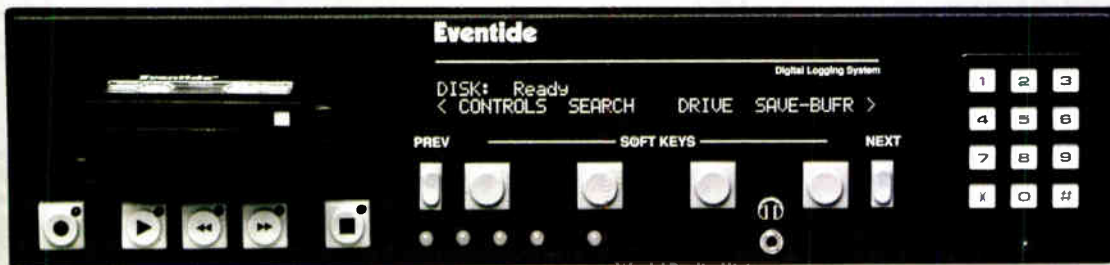 Eventide
Eventide
Digital Logging System
DISK: Ready
< CONTROLS SEARCH DRIVE SAVE-BUFR >
PREV SOFT KEYS NEXT
1 2 3
4 5 6
7 8 9
* 0 #